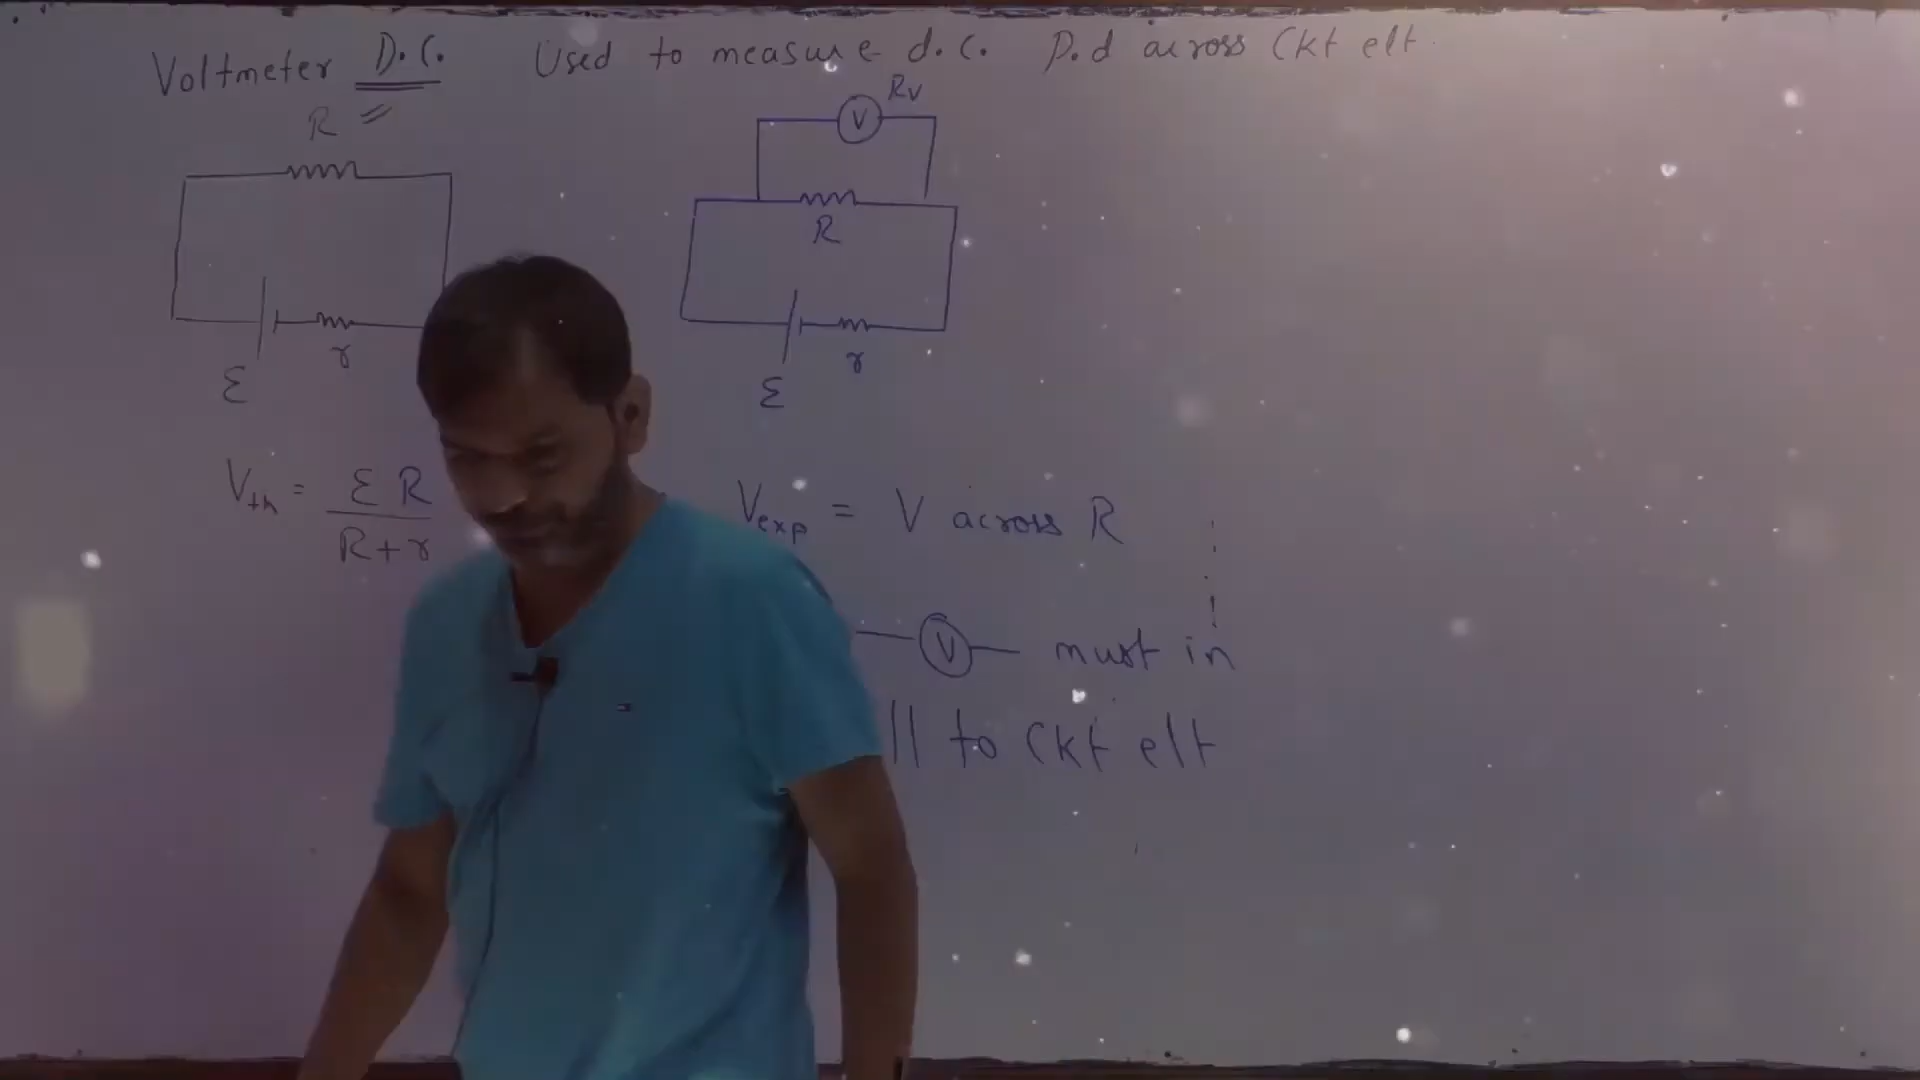 Voltmeter D.C. Used to measure d.c. P.d across Ckt elt.
R
Rv
V
R
r
r
ε
ε
Vth = εR / R+r
Vexp = V across R
V must in
|| to Ckt elt